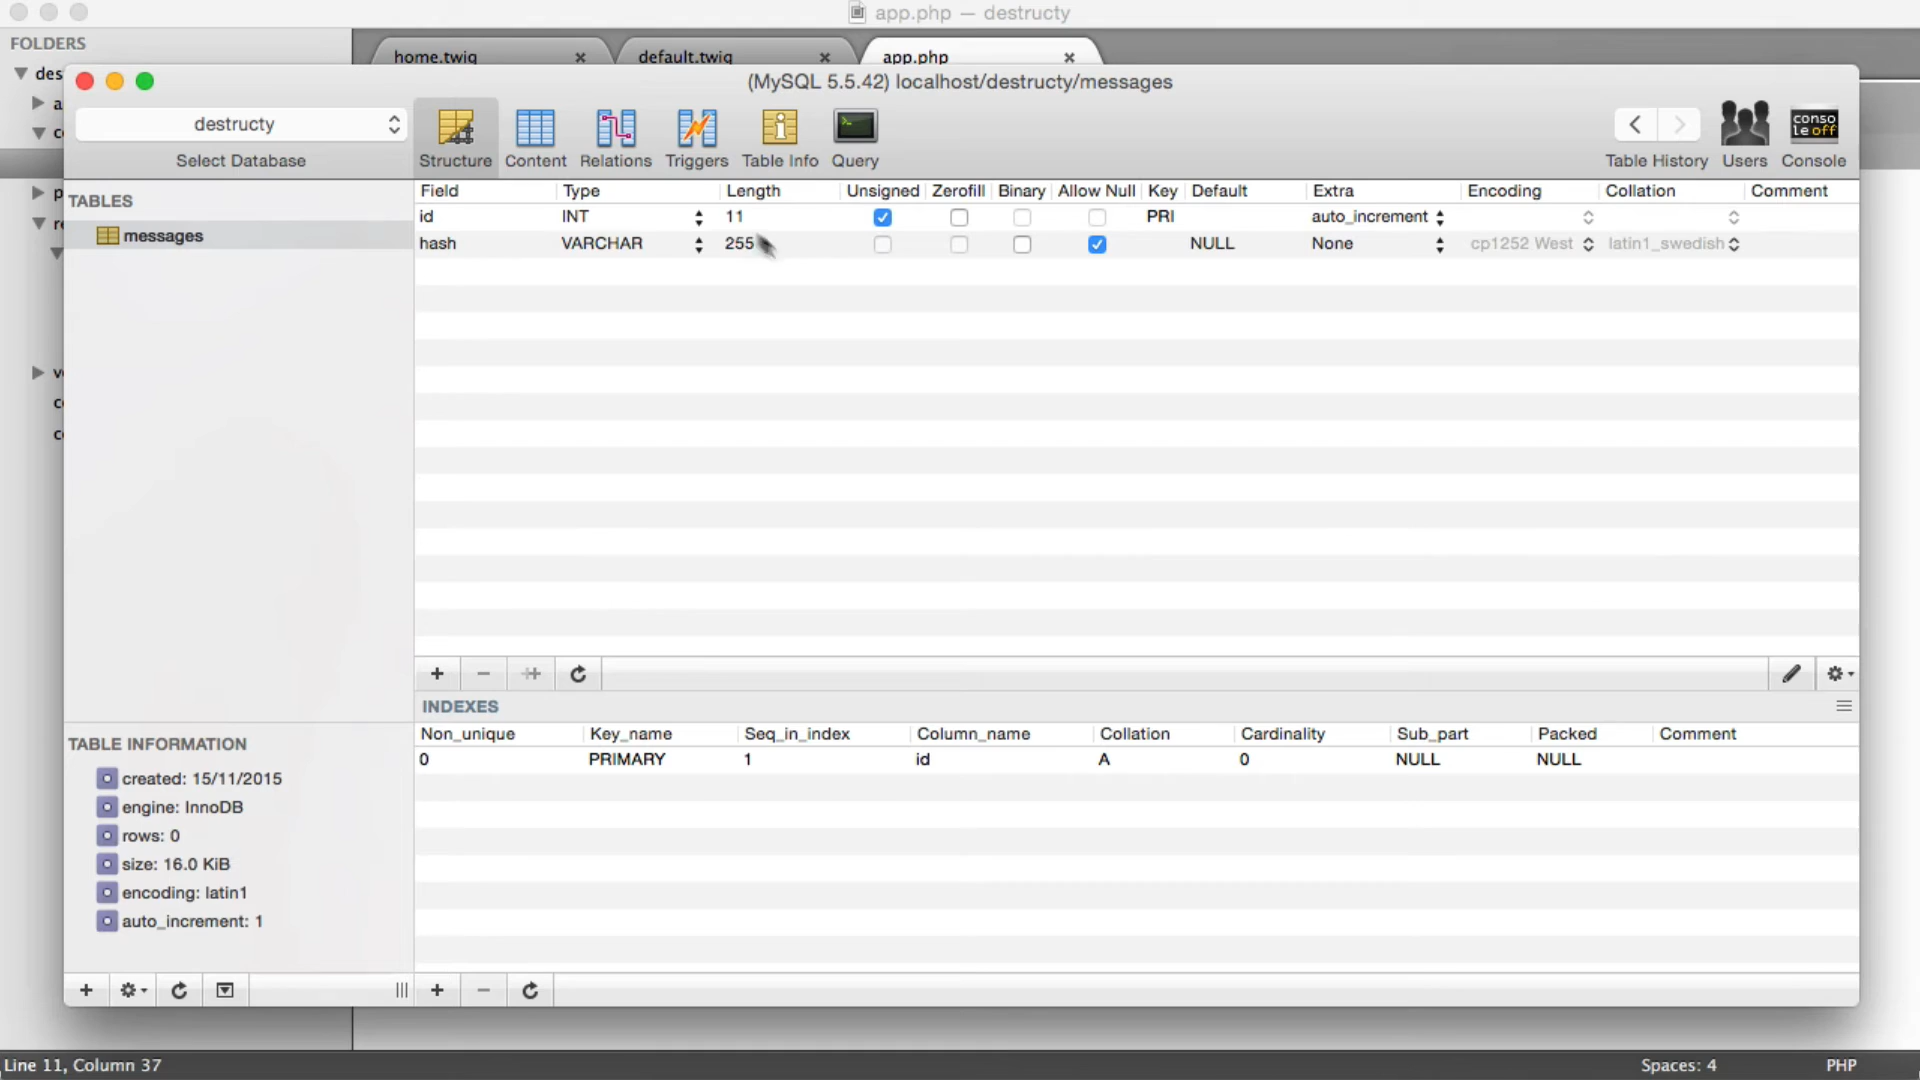 app.php — destructy
FOLDERS
home.twig
default.twig
app.php
des
a
(MySQL 5.5.42) localhost/destructy/messages
destructy
Select Database
Structure
Content
Relations
Triggers
Table Info
Query
conso
le off
Table History
Users
Console
p
re
v
TABLES
messages
Field Type Length Unsigned Zerofill Binary Allow Null Key Default Extra Encoding Collation Comment
id INT 11 PRI auto_increment
hash VARCHAR 255 NULL None cp1252 West latin1_swedish
INDEXES
Non_unique Key_name Seq_in_index Column_name Collation Cardinality Sub_part Packed Comment
0 PRIMARY 1 id A 0 NULL NULL
TABLE INFORMATION
created: 15/11/2015
engine: InnoDB
rows: 0
size: 16.0 KiB
encoding: latin1
auto_increment: 1
Line 11, Column 37
Spaces: 4
PHP